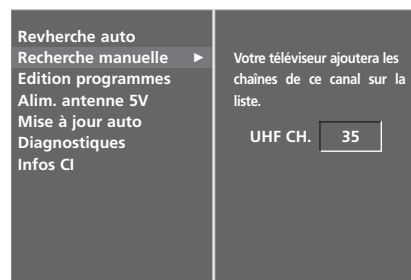 Revherche auto
Recherche manuelle ►
Edition programmes
Alim. antenne 5V
Mise à jour auto
Diagnostiques
Infos CI
Votre téléviseur ajoutera les
chaînes de ce canal sur la
liste.
UHF CH. 35